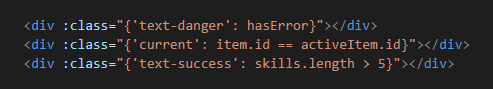 <div :class="{'text-danger': hasError}"></div>
<div :class="{'current': item.id == activeItem.id}"></div>
<div :class="{'text-success': skills.length > 5}"></div>